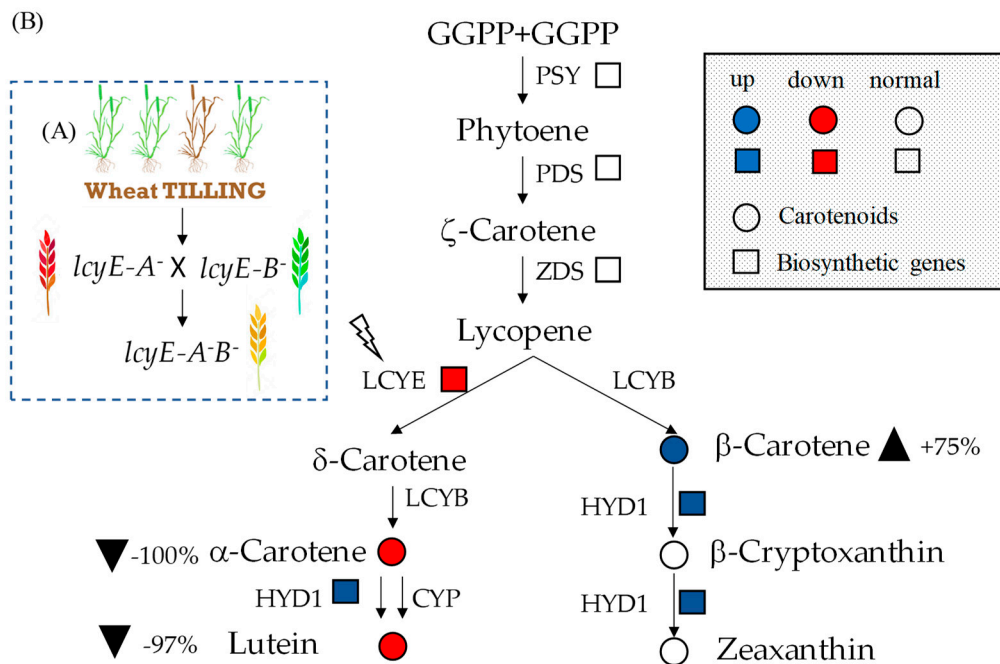 (B)
GGPP+GGPP
PSY
Phytoene
PDS
ζ-Carotene
ZDS
Lycopene
LCYE
LCYB
δ-Carotene
β-Carotene
+75%
LCYB
HYD1
-100%
α-Carotene
β-Cryptoxanthin
HYD1
CYP
HYD1
-97%
Lutein
Zeaxanthin
(A)
Wheat TILLING
lcyE-A⁻ X lcyE-B⁻
lcyE-A⁻B⁻
up down normal
Carotenoids
Biosynthetic genes